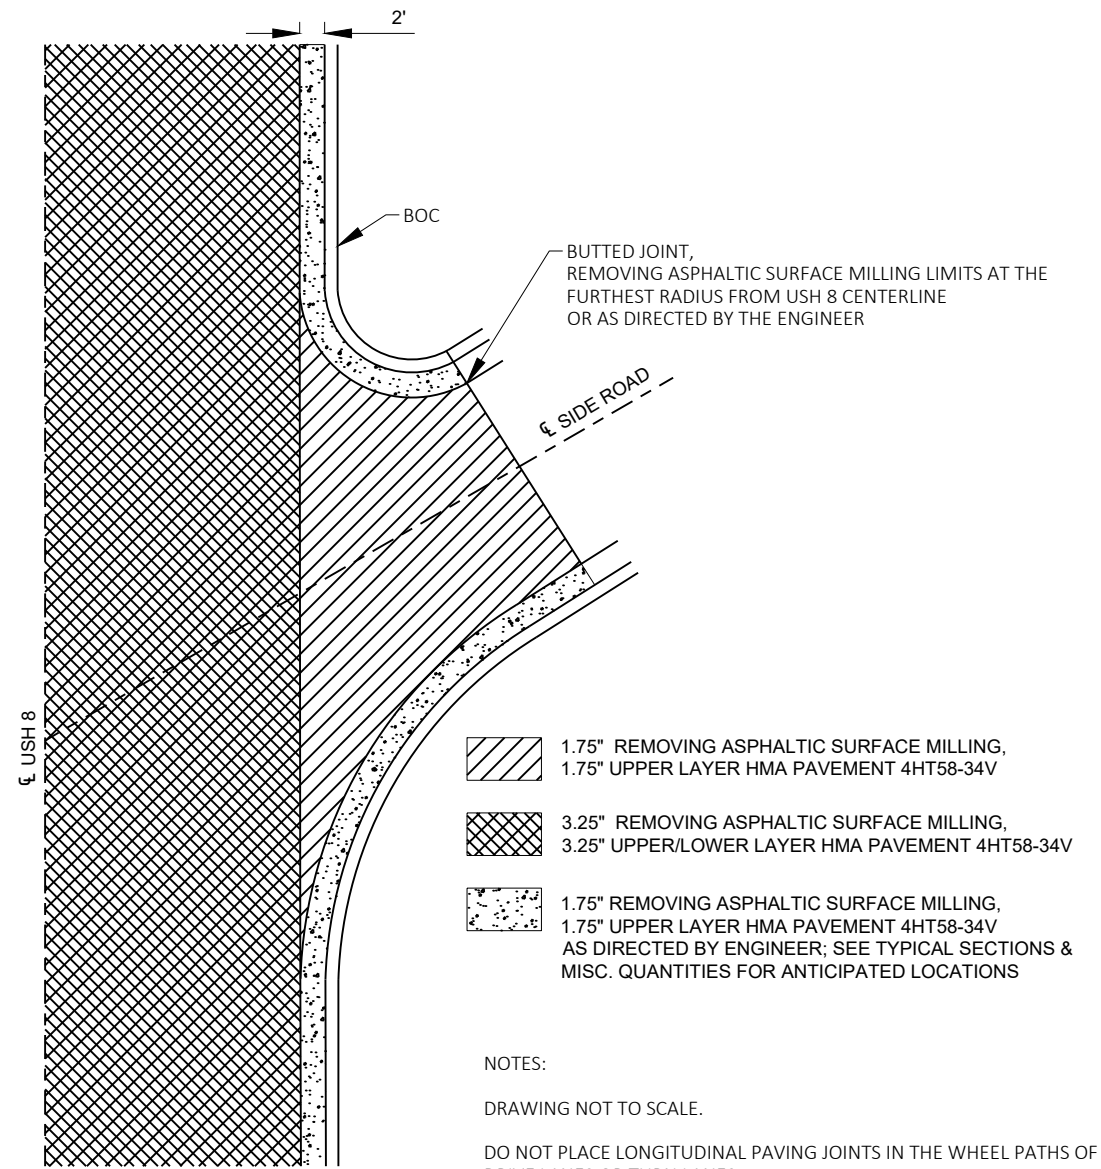 2'
BOC
BUTTED JOINT,
REMOVING ASPHALTIC SURFACE MILLING LIMITS AT THE
FURTHEST RADIUS FROM USH 8 CENTERLINE
OR AS DIRECTED BY THE ENGINEER
℄ SIDE ROAD
℄ USH 8
1.75" REMOVING ASPHALTIC SURFACE MILLING,
1.75" UPPER LAYER HMA PAVEMENT 4HT58-34V
3.25" REMOVING ASPHALTIC SURFACE MILLING,
3.25" UPPER/LOWER LAYER HMA PAVEMENT 4HT58-34V
1.75" REMOVING ASPHALTIC SURFACE MILLING,
1.75" UPPER LAYER HMA PAVEMENT 4HT58-34V
AS DIRECTED BY ENGINEER; SEE TYPICAL SECTIONS &
MISC. QUANTITIES FOR ANTICIPATED LOCATIONS
NOTES:
DRAWING NOT TO SCALE.
DO NOT PLACE LONGITUDINAL PAVING JOINTS IN THE WHEEL PATHS OF